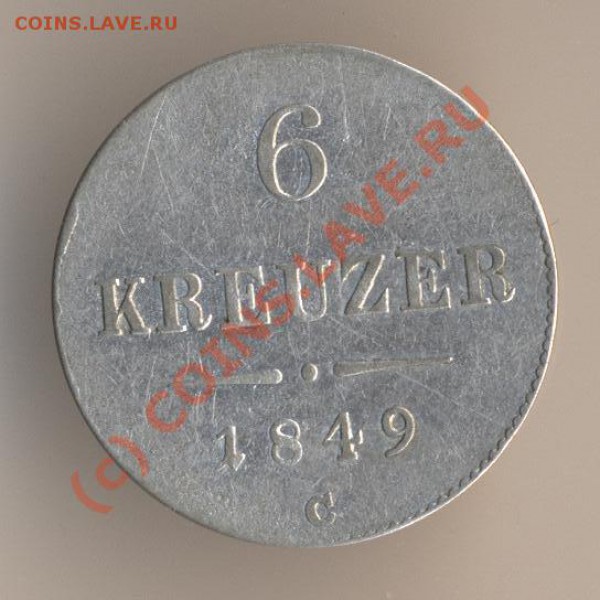 COINS.LAVE.RU
6
KREUZER
1849
C
(c) COINS.LAVE.RU